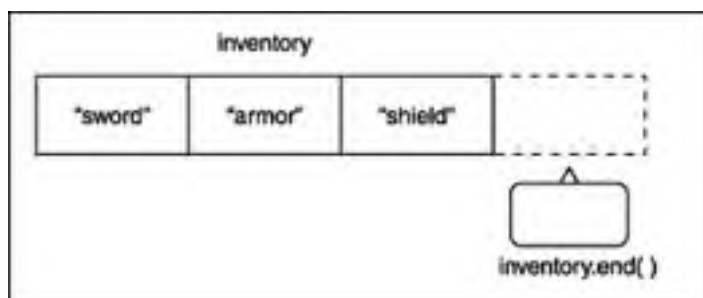 inventory
"sword" "armor" "shield"
inventory.end( )